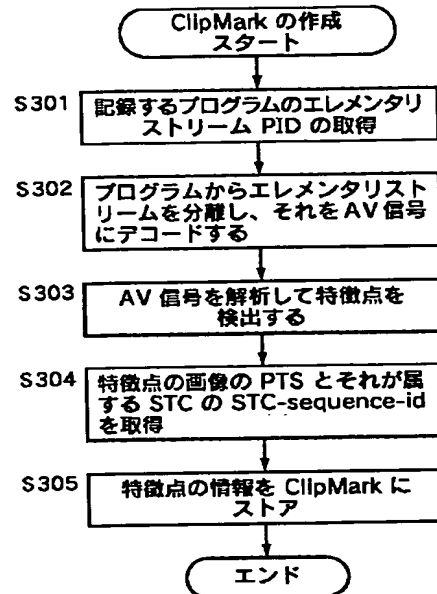 ClipMark の作成
スタート
S301
記録するプログラムのエレメンタリ
ストリーム PID の取得
S302
プログラムからエレメンタリスト
リームを分離し、それを AV 信号
にデコードする
S303
AV 信号を解析して特徴点を
検出する
S304
特徴点の画像の PTS とそれが属
する STC の STC-sequence-id
を取得
S305
特徴点の情報を ClipMark に
ストア
エンド